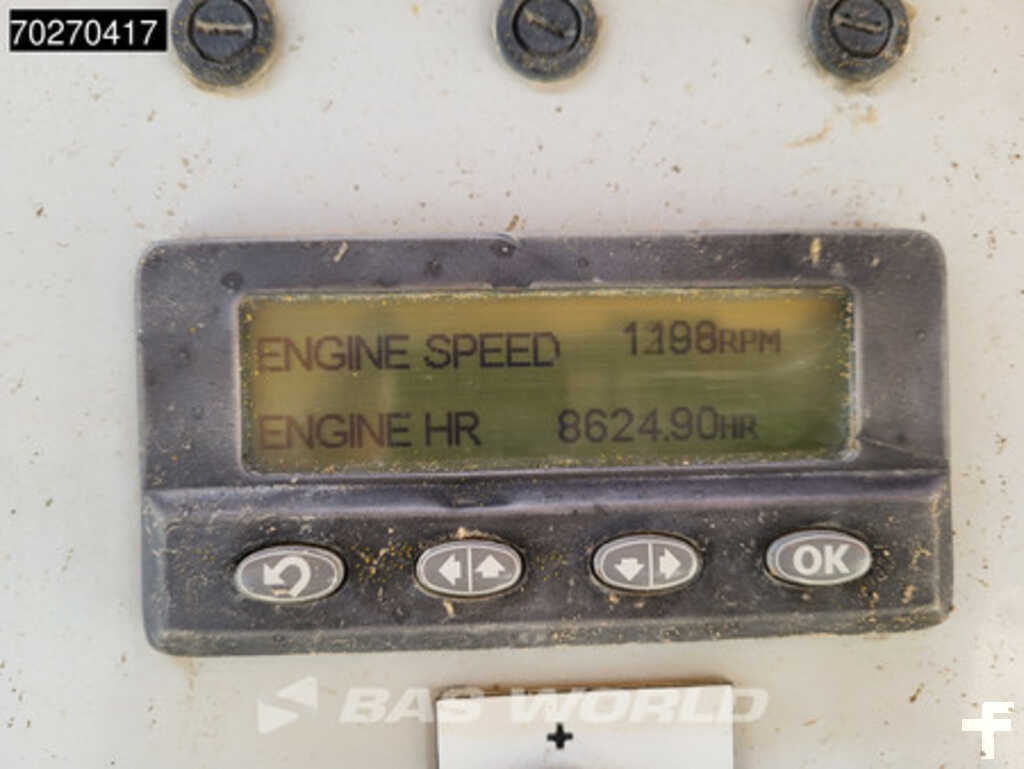 70270417
ENGINE SPEED 1198RPM
ENGINE HR 8624.90HR
OK
BAS WORLD